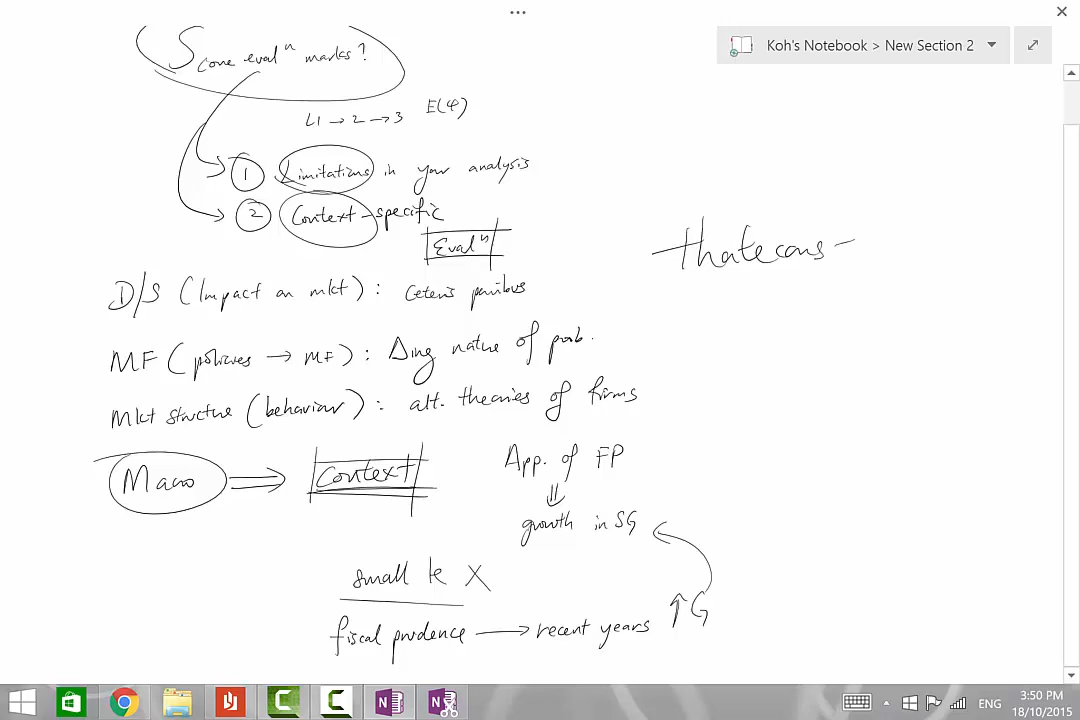 ...
Koh's Notebook > New Section 2
Score evalⁿ marks?
L1 → 2 → 3 E(4)
1 Limitations in your analysis
2 Context-specific
Evalⁿ
thatecons
D/S (Impact on mkt) : Ceteris paribus
MF (policies → MF) : Δing nature of prob.
Mkt structure (behaviour) : alt. theories of firms
Macro ⇒ Context
App. of FP
⇓
growth in SG
small k X
fiscal prudence → recent years ↑G
ENG
3:50 PM
18/10/2015